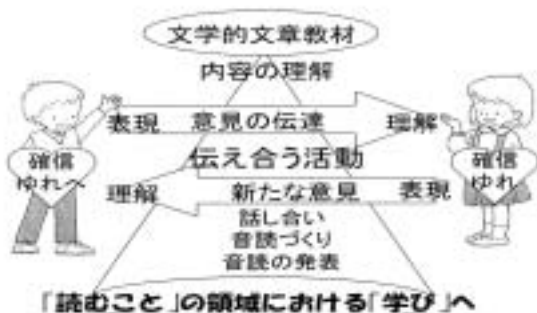 文学的文章教材
内容の理解
表現 意見の伝達 理解
確信
ゆれへ
伝え合う活動
確信
ゆれ
理解 新たな意見 表現
話し合い
音読づくり
音読の発表
「読むこと」の領域における「学び」へ